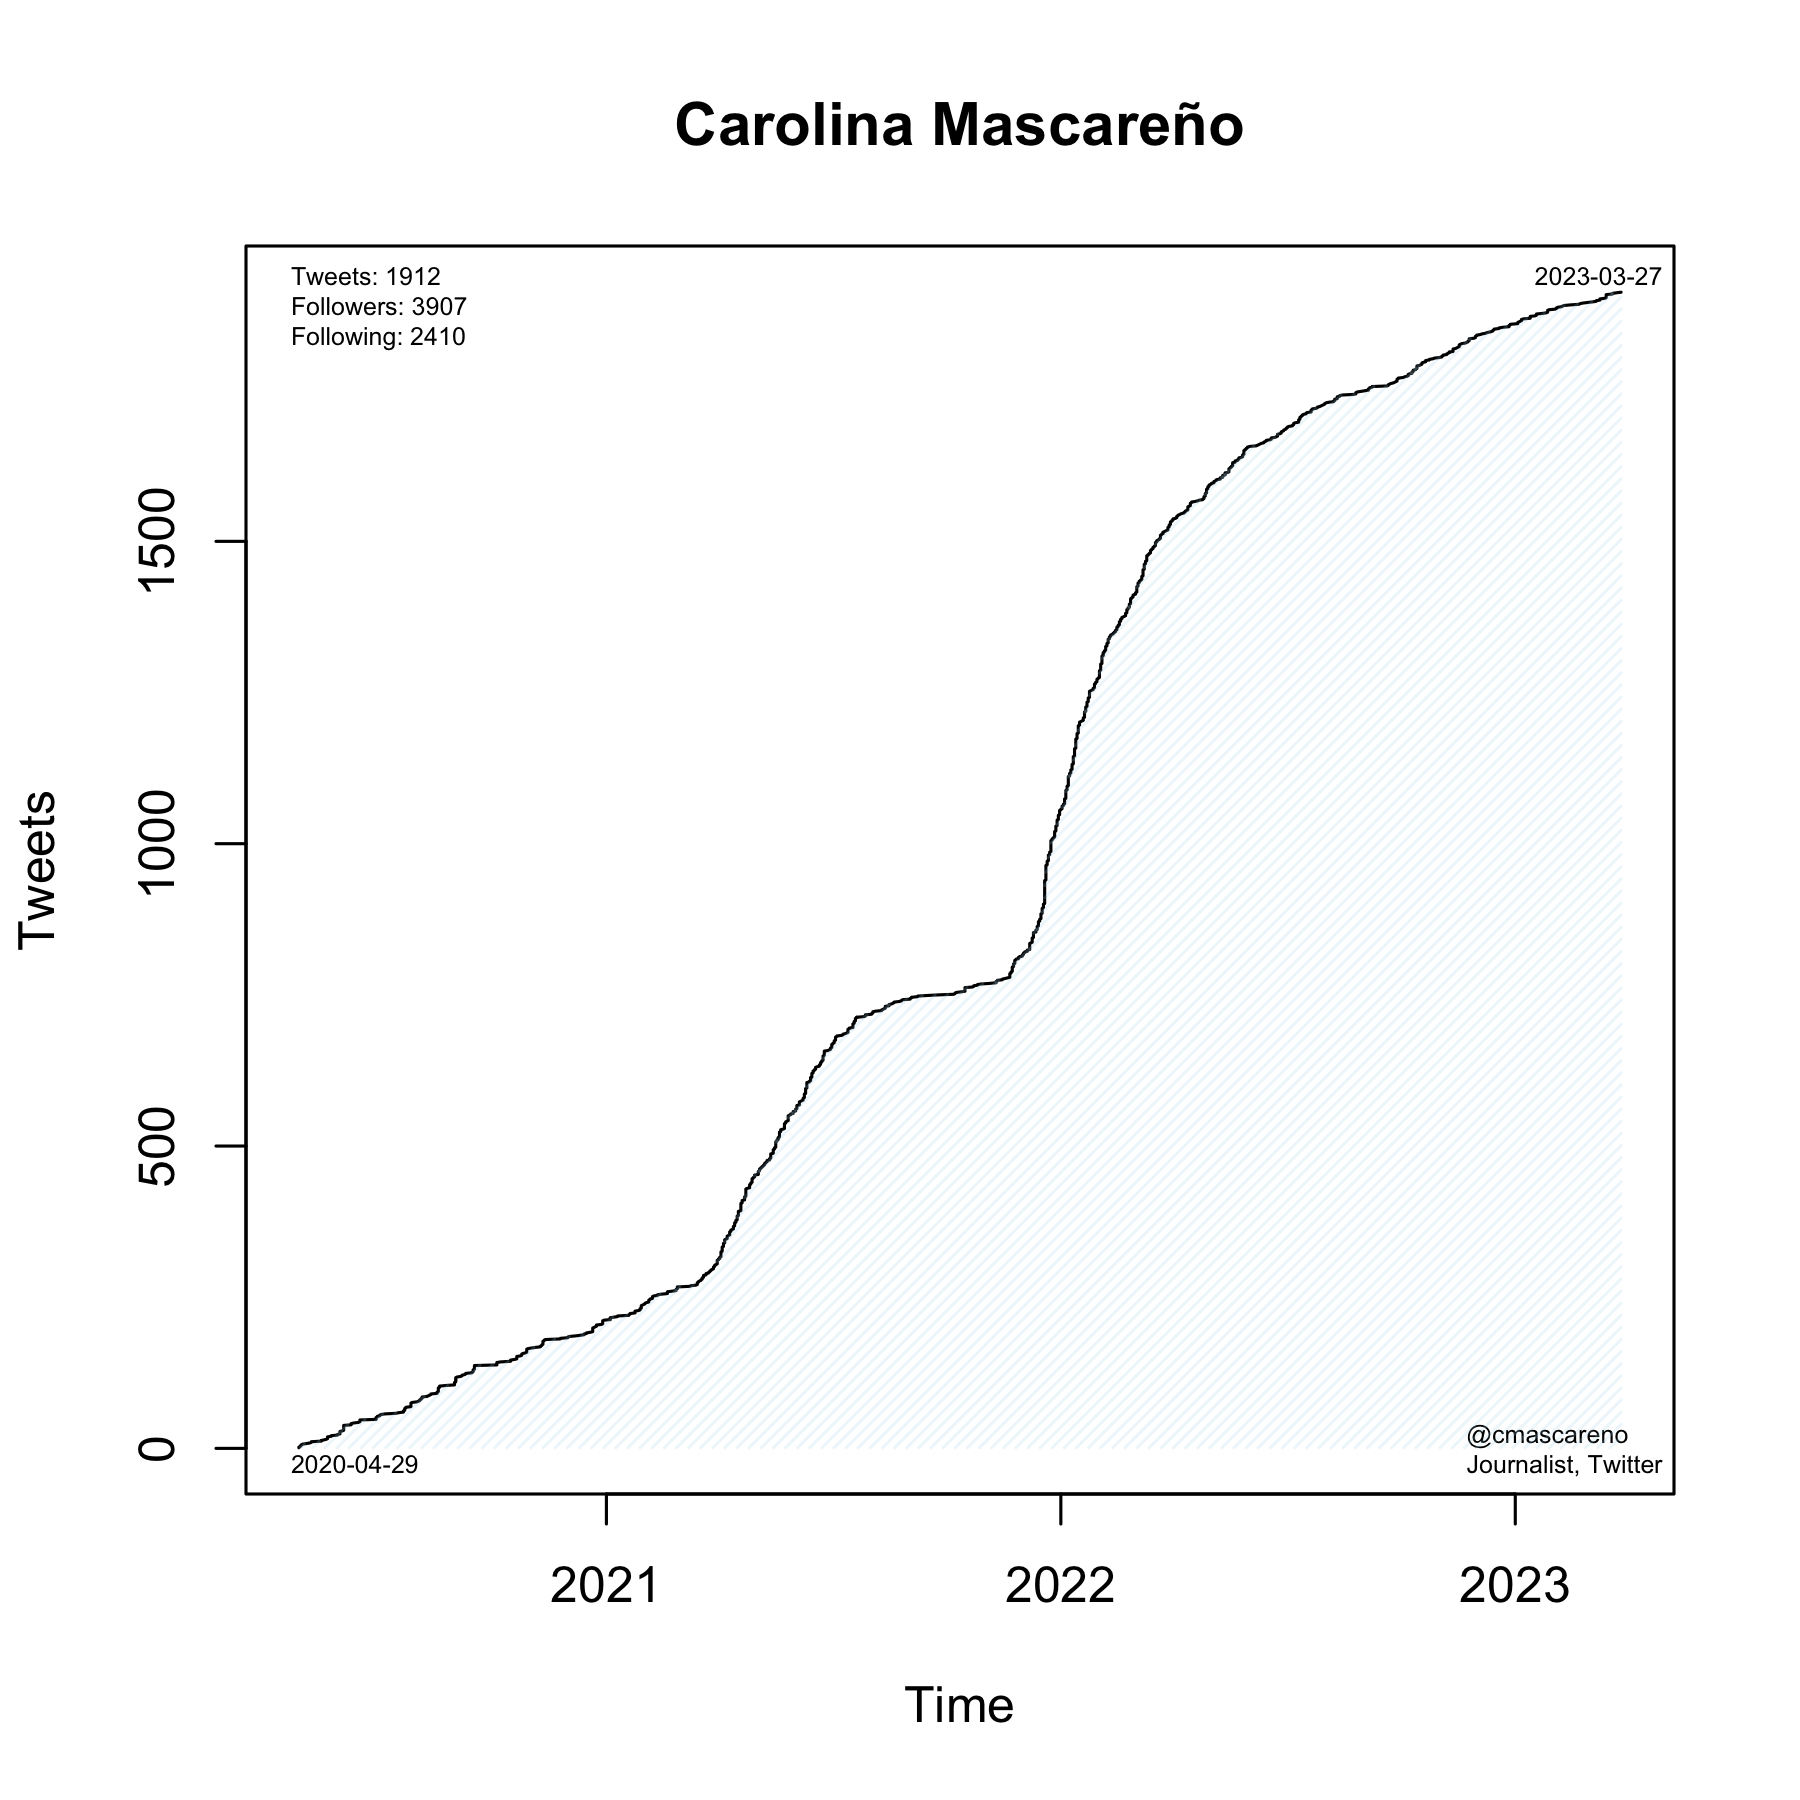 Carolina Mascareño
Tweets: 1912
Followers: 3907
Following: 2410
2023-03-27
1500
1000
500
0
Tweets
2020-04-29
@cmascareno
Journalist, Twitter
2021
2022
2023
Time